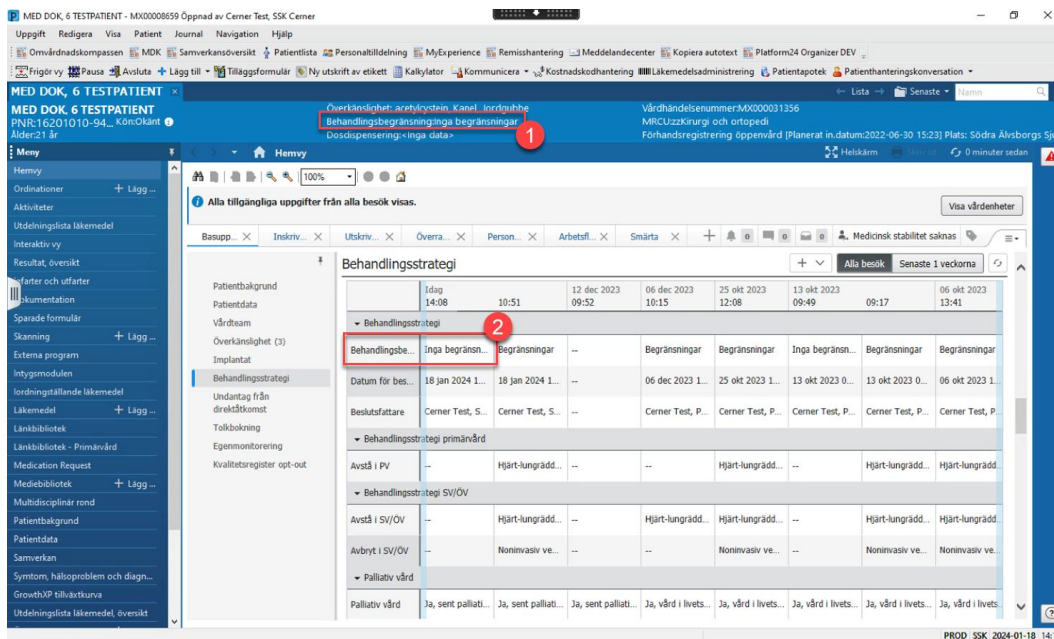 MED DOK, 6 TESTPATIENT - MX00008659 Öppnad av Cerner Test, SSK Cerner
Uppgift Redigera Visa Patient Journal Navigation Hjälp
Omvårdnadskompassen MDK Samverkansöversikt Patientlista Personaltilldelning MyExperience Remisshantering Meddelandecenter Kopiera autotext Platform24 Organizer DEV
Frigör vy Pausa Avsluta + Lägg till Tilläggsformulär Ny utskrift av etikett Kalkylator Kommunicera Kostnadskodhantering Läkemedelsadministrering Patientapotek Patienthanteringskonversation
MED DOK, 6 TESTPATIENT × Lista Senaste Namn
MED DOK, 6 TESTPATIENT Överkänslighet: acetylcystein, Kanel, Jordgubbe Vårdhändelsenummer:MX000031356
PNR:16201010-94... Kön:Okänt Behandlingsbegränsning:Inga begränsningar MRCU:zzKirurgi och ortopedi
Ålder:21 år Dosdispensering:<Inga data> Förhandsregistrering öppenvård [Planerat in.datum:2022-06-30 15:23] Plats: Södra Älvsborgs Sj
1
Meny Hemvy Helskärm 0 minuter sedan
Hemvy
Ordinationer + Lägg ...
Aktiviteter
Utdelningslista läkemedel
Interaktiv vy
Resultat, översikt
Infarter och utfarter
Dokumentation
Sparade formulär
Skanning + Lägg ...
Externa program
Intygsmodulen
Iordningställande läkemedel
Läkemedel + Lägg ...
Länkbibliotek
Länkbibliotek - Primärvård
Medication Request
Mediebibliotek + Lägg ...
Multidisciplinär rond
Patientbakgrund
Patientdata
Samverkan
Symtom, hälsoproblem och diagn...
GrowthXP tillväxtkurva
Utdelningslista läkemedel, översikt
100%
Alla tillgängliga uppgifter från alla besök visas. Visa vårdenheter
Basupp... × Inskriv... × Utskriv... × Överra... × Person... × Arbetsfl... × Smärta × + 0 0 0 Medicinsk stabilitet saknas
Patientbakgrund
Patientdata
Vårdteam
Överkänslighet (3)
Implantat
Behandlingsstrategi
Undantag från
direktåtkomst
Tolkbokning
Egenmonitorering
Kvalitetsregister opt-out
Behandlingsstrategi + Alla besök Senaste 1 veckorna
Idag 12 dec 2023 06 dec 2023 25 okt 2023 13 okt 2023 06 okt 2023
14:08 10:51 09:52 10:15 12:08 09:49 09:17 13:41
Behandlingsstrategi
2
Behandlingsbe... Inga begränsn... Begränsningar -- Begränsningar Begränsningar Inga begränsn... Begränsningar Begränsningar
Datum för bes... 18 jan 2024 1... 18 jan 2024 1... -- 06 dec 2023 1... 25 okt 2023 1... 13 okt 2023 0... 13 okt 2023 0... 06 okt 2023 1...
Beslutsfattare Cerner Test, S... Cerner Test, S... -- Cerner Test, P... Cerner Test, P... Cerner Test, P... Cerner Test, P... Cerner Test, P...
Behandlingsstrategi primärvård
Avstå i PV -- Hjärt-lungrädd... -- -- Hjärt-lungrädd... -- Hjärt-lungrädd... Hjärt-lungrädd...
Behandlingsstrategi SV/ÖV
Avstå i SV/ÖV -- Hjärt-lungrädd... -- Hjärt-lungrädd... Hjärt-lungrädd... -- Hjärt-lungrädd... Hjärt-lungrädd...
Avbryt i SV/ÖV -- Noninvasiv ve... -- -- Noninvasiv ve... -- Noninvasiv ve... Noninvasiv ve...
Palliativ vård
Palliativ vård Ja, sent palliati... Ja, sent palliati... Ja, sent palliati... Ja, vård i livets... Ja, vård i livets... Ja, vård i livets... Ja, vård i livets... Ja, vård i livets
PROD SSK 2024-01-18 14: